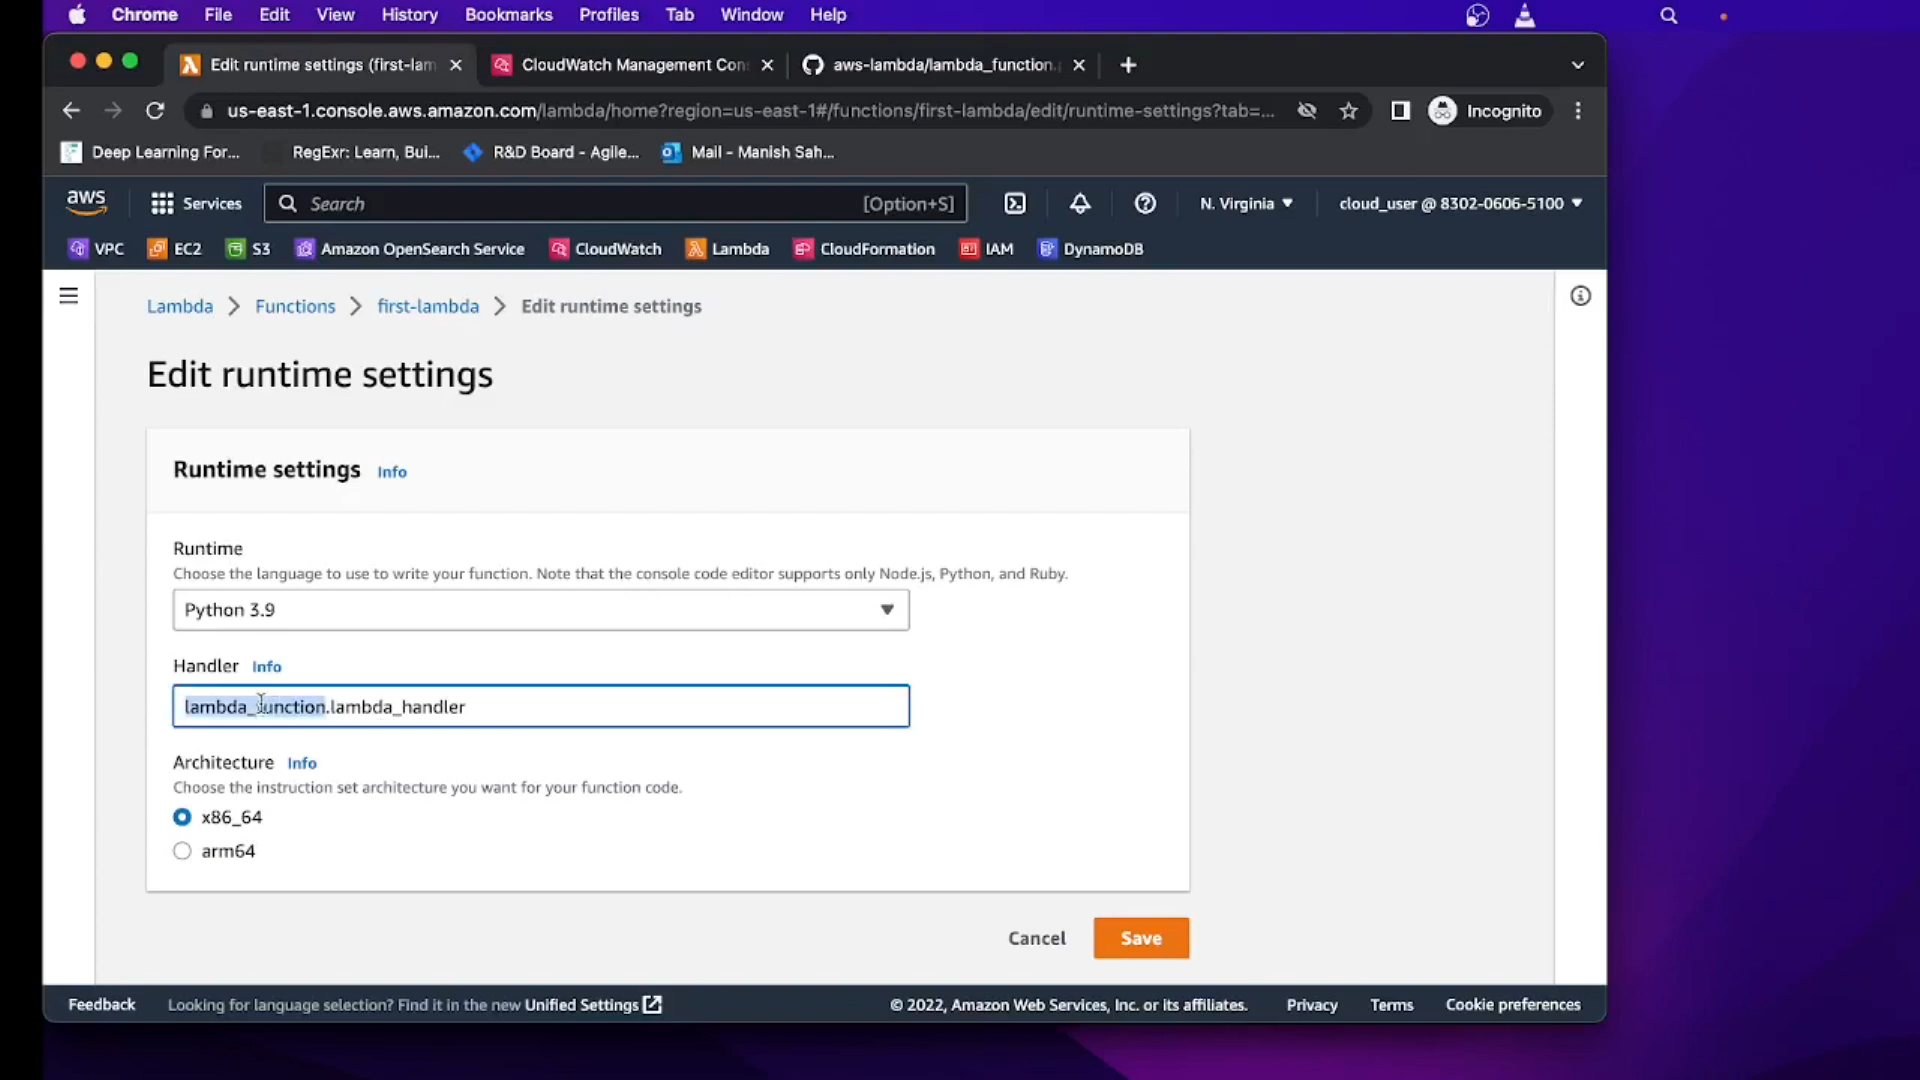 Chrome File Edit View History Bookmarks Profiles Tab Window Help
Edit runtime settings (first-lam CloudWatch Management Con aws-lambda/lambda_function.p
us-east-1.console.aws.amazon.com/lambda/home?region=us-east-1#/functions/first-lambda/edit/runtime-settings?tab=... Incognito
Deep Learning For... RegExr: Learn, Bui... R&D Board - Agile... Mail - Manish Sah...
aws Services Search [Option+S] N. Virginia cloud_user @ 8302-0606-5100
VPC EC2 S3 Amazon OpenSearch Service CloudWatch Lambda CloudFormation IAM DynamoDB
Lambda Functions first-lambda Edit runtime settings
Edit runtime settings
Runtime settings Info
Runtime
Choose the language to use to write your function. Note that the console code editor supports only Node.js, Python, and Ruby.
Python 3.9
Handler Info
lambda_function.lambda_handler
Architecture Info
Choose the instruction set architecture you want for your function code.
x86_64
arm64
Cancel Save
Feedback Looking for language selection? Find it in the new Unified Settings © 2022, Amazon Web Services, Inc. or its affiliates. Privacy Terms Cookie preferences